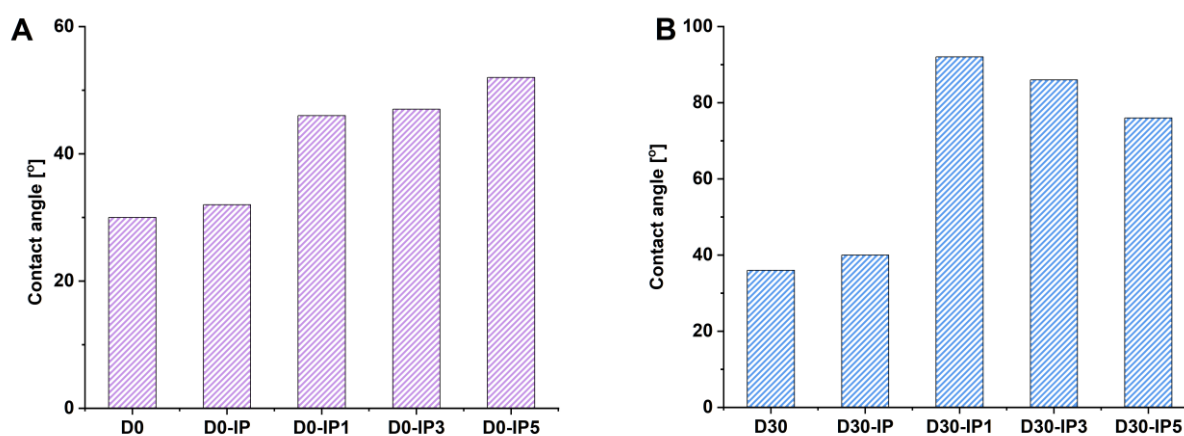 A
Contact angle [°]
60
40
20
0
D0 D0-IP D0-IP1 D0-IP3 D0-IP5
B
Contact angle [°]
100
80
60
40
20
0
D30 D30-IP D30-IP1 D30-IP3 D30-IP5